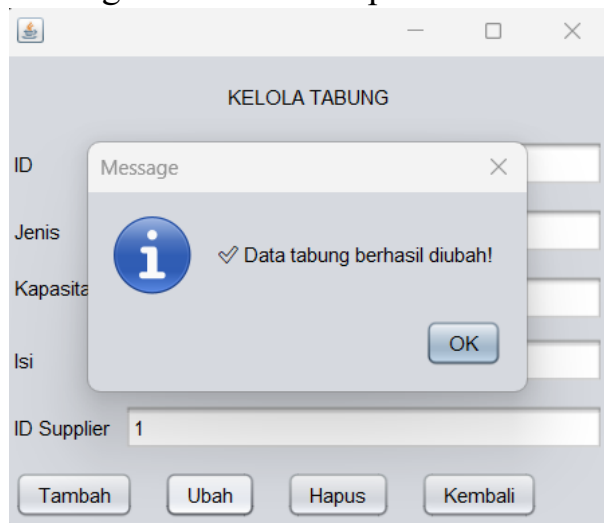 KELOLA TABUNG
ID
Message
Jenis
✓ Data tabung berhasil diubah!
Kapasita
OK
Isi
ID Supplier 1
Tambah Ubah Hapus Kembali